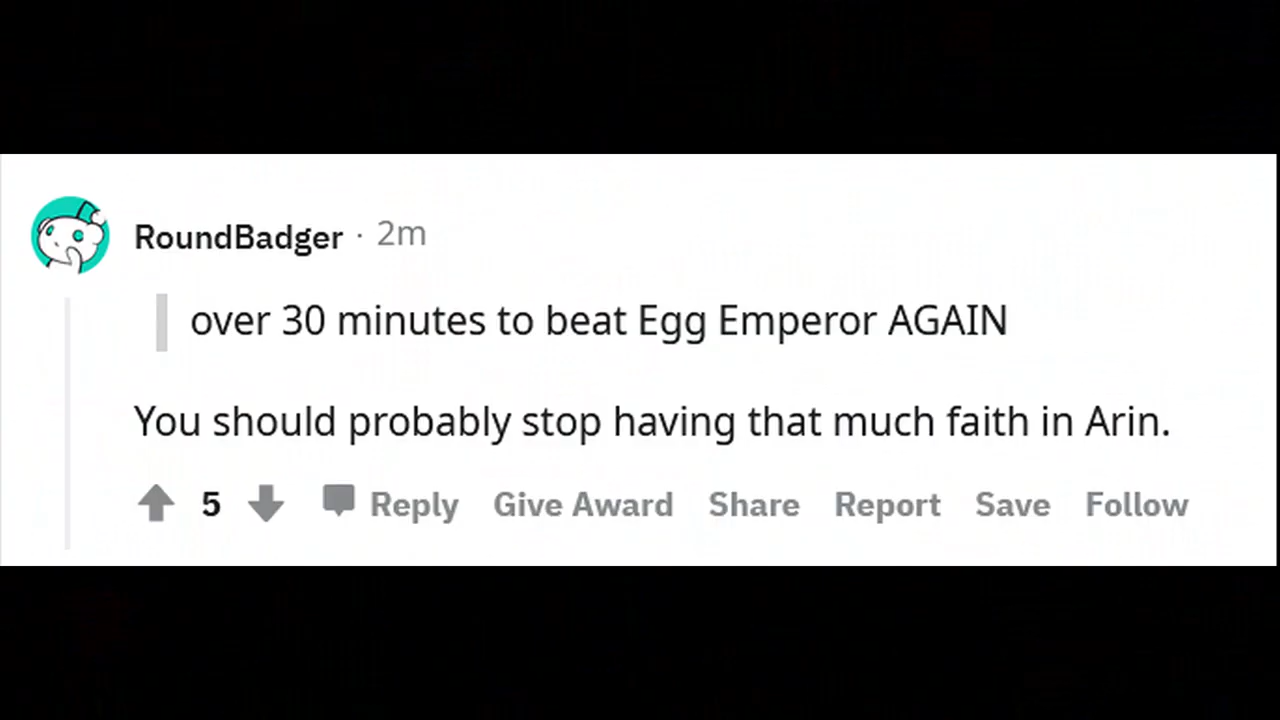 RoundBadger · 2m
over 30 minutes to beat Egg Emperor AGAIN
You should probably stop having that much faith in Arin.
5 Reply Give Award Share Report Save Follow